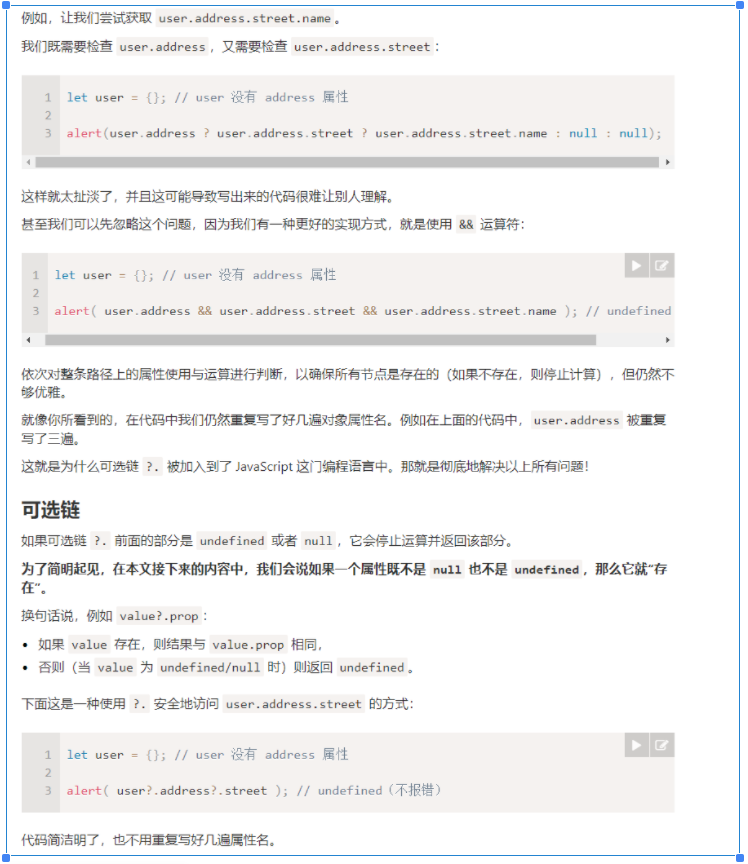 例如，让我们尝试获取 user.address.street.name。
我们既需要检查 user.address，又需要检查 user.address.street：
1 let user = {}; // user 没有 address 属性
2
3 alert(user.address ? user.address.street ? user.address.street.name : null : null);
这样就太扯淡了，并且这可能导致写出来的代码很难让别人理解。
甚至我们可以先忽略这个问题，因为我们有一种更好的实现方式，就是使用 && 运算符：
1 let user = {}; // user 没有 address 属性
2
3 alert( user.address && user.address.street && user.address.street.name ); // undefined
依次对整条路径上的属性使用与运算进行判断，以确保所有节点是存在的（如果不存在，则停止计算），但仍然不
够优雅。
就像你所看到的，在代码中我们仍然重复写了好几遍对象属性名。例如在上面的代码中，user.address 被重复
写了三遍。
这就是为什么可选链 ?. 被加入到了 JavaScript 这门编程语言中。那就是彻底地解决以上所有问题！
可选链
如果可选链 ?. 前面的部分是 undefined 或者 null，它会停止运算并返回该部分。
为了简明起见，在本文接下来的内容中，我们会说如果一个属性既不是 null 也不是 undefined，那么它就“存
在”。
换句话说，例如 value?.prop：
• 如果 value 存在，则结果与 value.prop 相同，
• 否则（当 value 为 undefined/null 时）则返回 undefined。
下面这是一种使用 ?. 安全地访问 user.address.street 的方式：
1 let user = {}; // user 没有 address 属性
2
3 alert( user?.address?.street ); // undefined（不报错）
代码简洁明了，也不用重复写好几遍属性名。